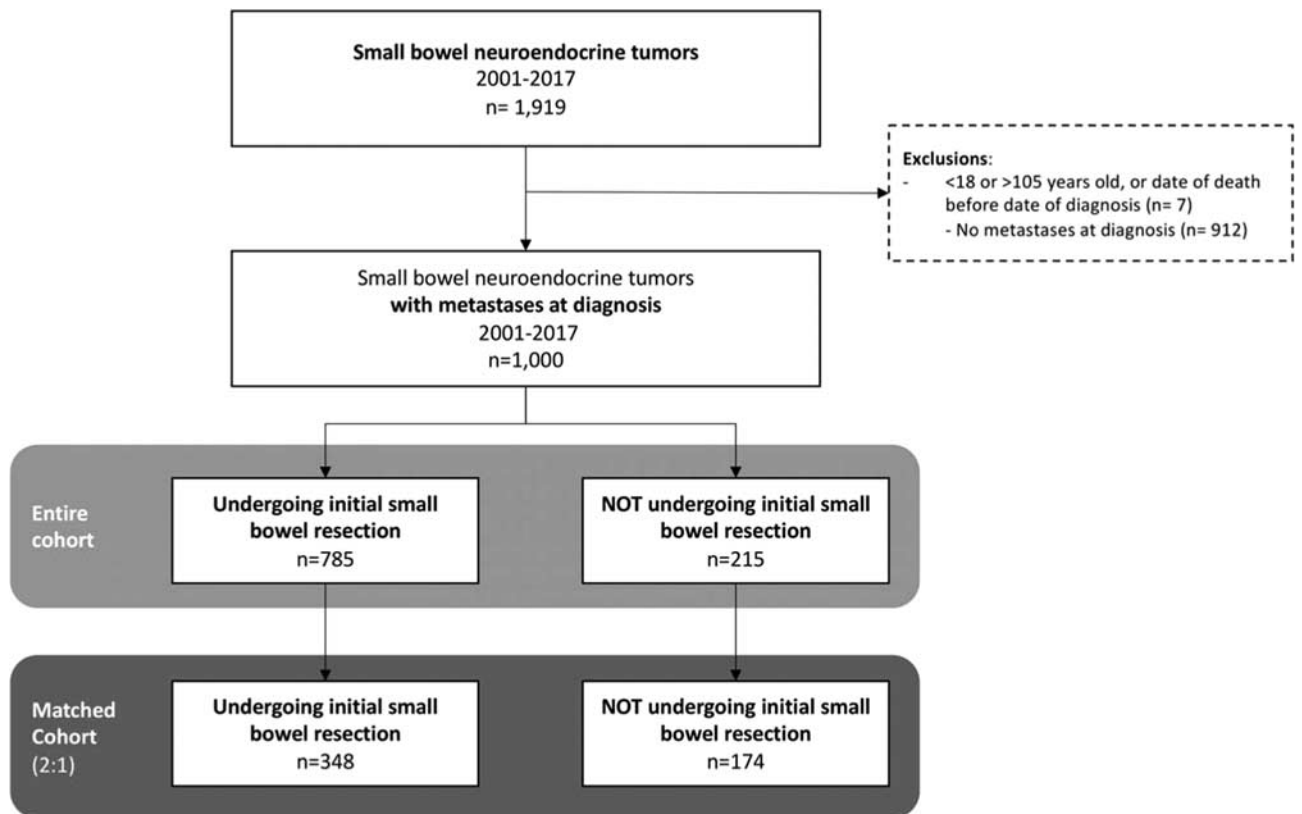 Small bowel neuroendocrine tumors
2001-2017
n= 1,919
Exclusions:
- <18 or >105 years old, or date of death
before date of diagnosis (n= 7)
- No metastases at diagnosis (n= 912)
Small bowel neuroendocrine tumors
with metastases at diagnosis
2001-2017
n=1,000
Entire
cohort
Undergoing initial small
bowel resection
n=785
NOT undergoing initial small
bowel resection
n=215
Matched
Cohort
(2:1)
Undergoing initial small
bowel resection
n=348
NOT undergoing initial small
bowel resection
n=174